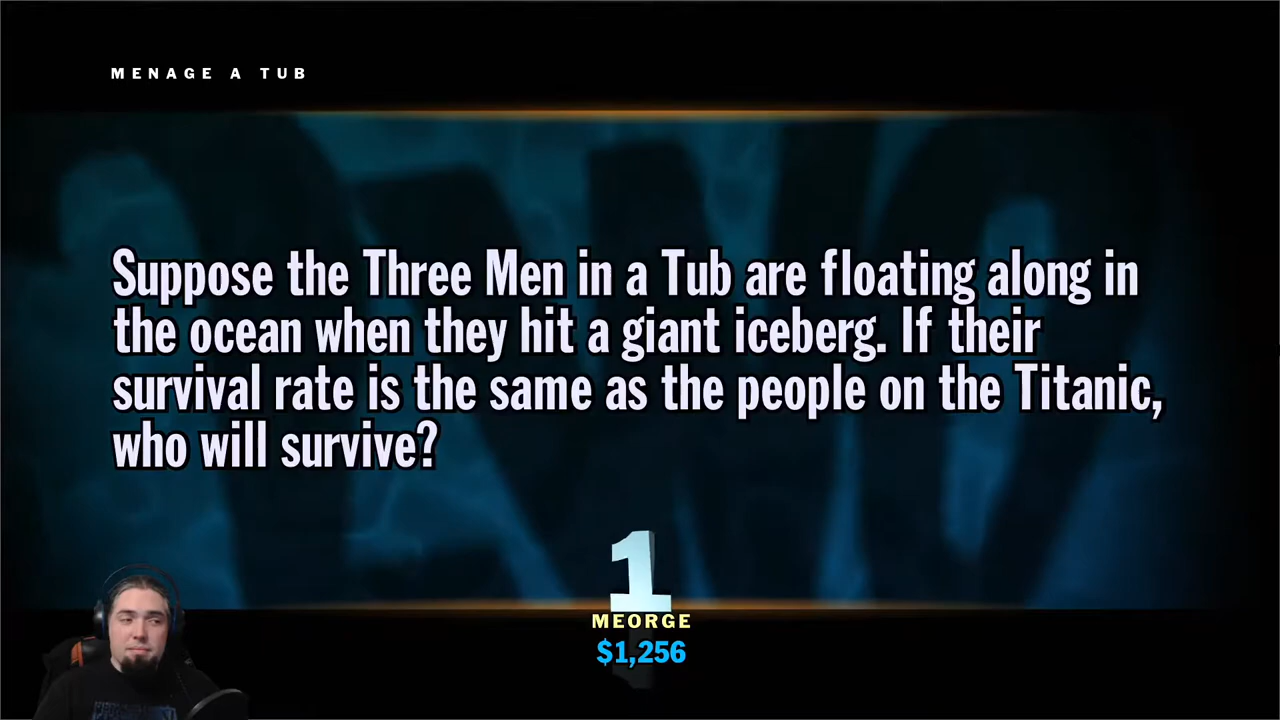 MENAGE A TUB
Suppose the Three Men in a Tub are floating along in
the ocean when they hit a giant iceberg. If their
survival rate is the same as the people on the Titanic,
who will survive?
1
MEORGE
$1,256